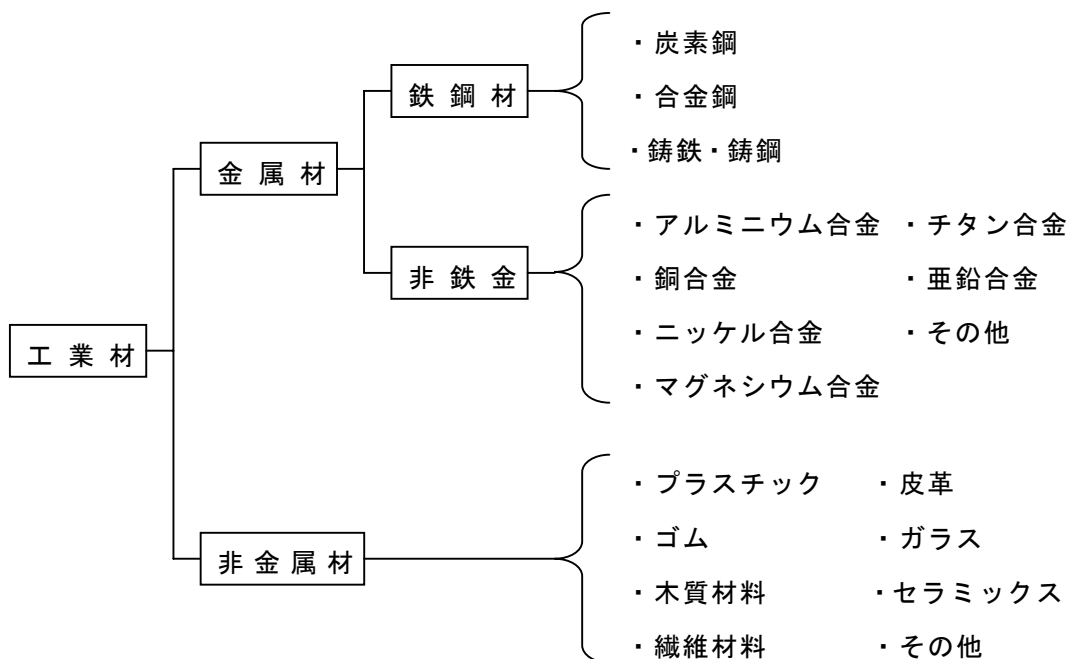 ・炭素鋼
鉄鋼材
・合金鋼
・鋳鉄・鋳鋼
金属材
・アルミニウム合金 ・チタン合金
非鉄金
・銅合金 ・亜鉛合金
・ニッケル合金 ・その他
工業材
・マグネシウム合金
・プラスチック ・皮革
・ゴム ・ガラス
非金属材
・木質材料 ・セラミックス
・繊維材料 ・その他